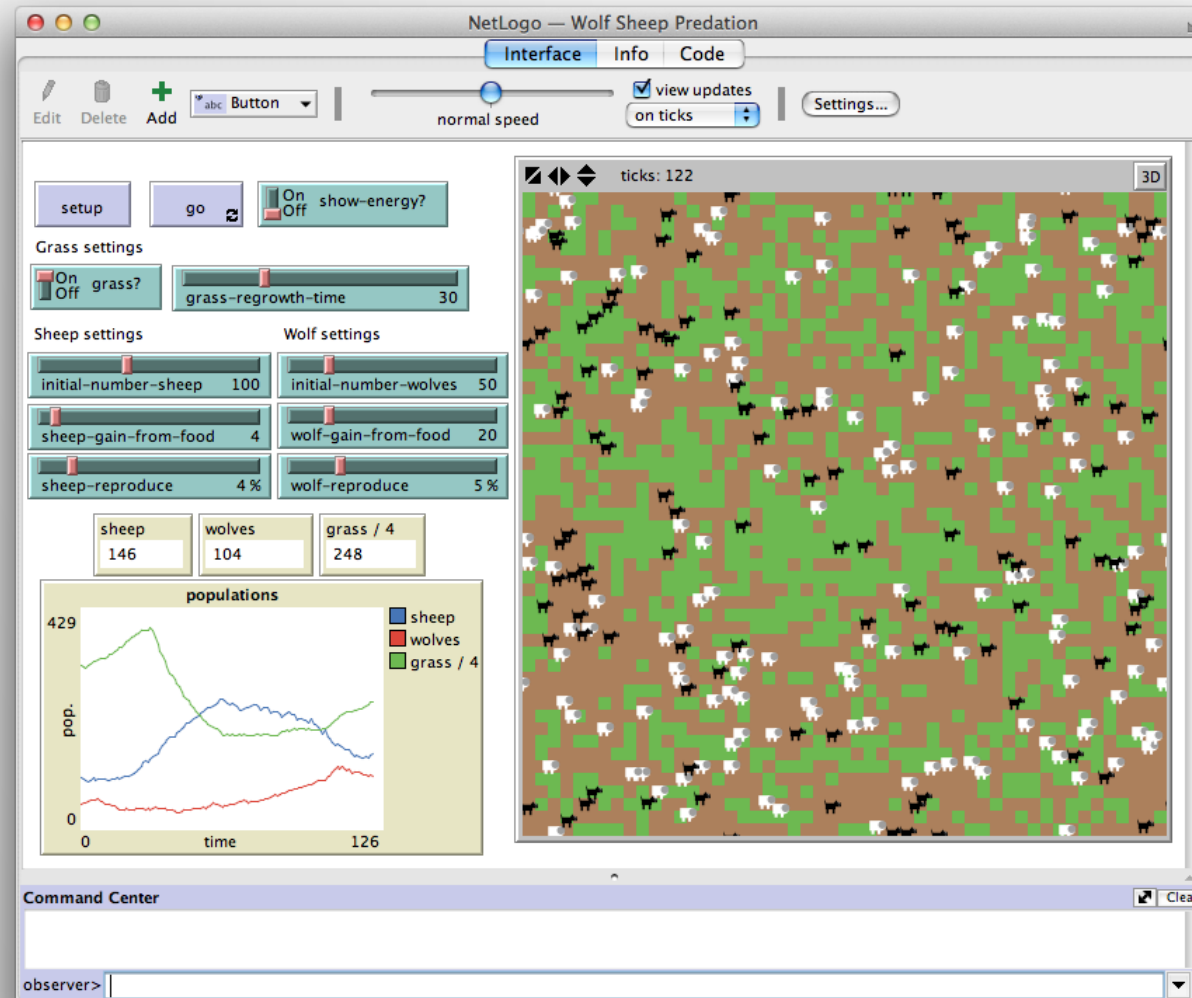 NetLogo — Wolf Sheep Predation
Interface Info Code
Edit Delete Add abc Button
normal speed
view updates
on ticks
Settings...
setup
go
On
Off
show-energy?
ticks: 122
3D
Grass settings
On
Off
grass?
grass-regrowth-time 30
Sheep settings
Wolf settings
initial-number-sheep 100
initial-number-wolves 50
sheep-gain-from-food 4
wolf-gain-from-food 20
sheep-reproduce 4 %
wolf-reproduce 5 %
sheep
146
wolves
104
grass / 4
248
populations
429
pop.
0
0
time
126
sheep
wolves
grass / 4
Command Center
Clea
observer>